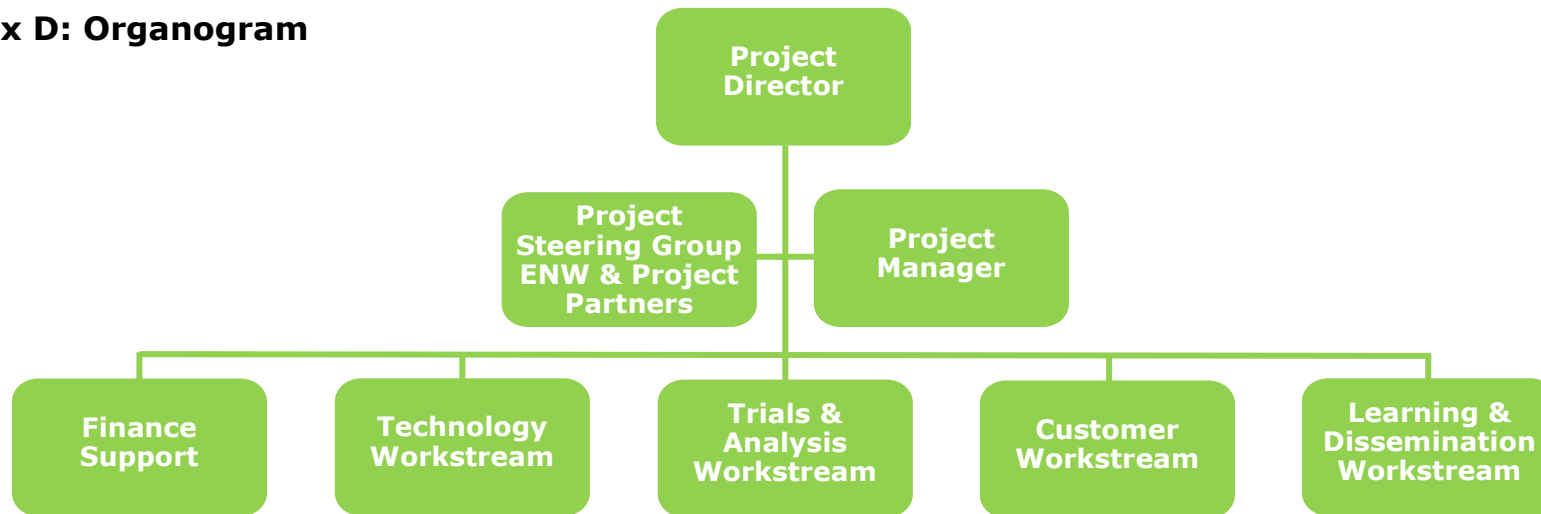 x D: Organogram
Project
Director
Project
Steering Group
ENW & Project
Partners
Project
Manager
Finance
Support
Technology
Workstream
Trials &
Analysis
Workstream
Customer
Workstream
Learning &
Dissemination
Workstream